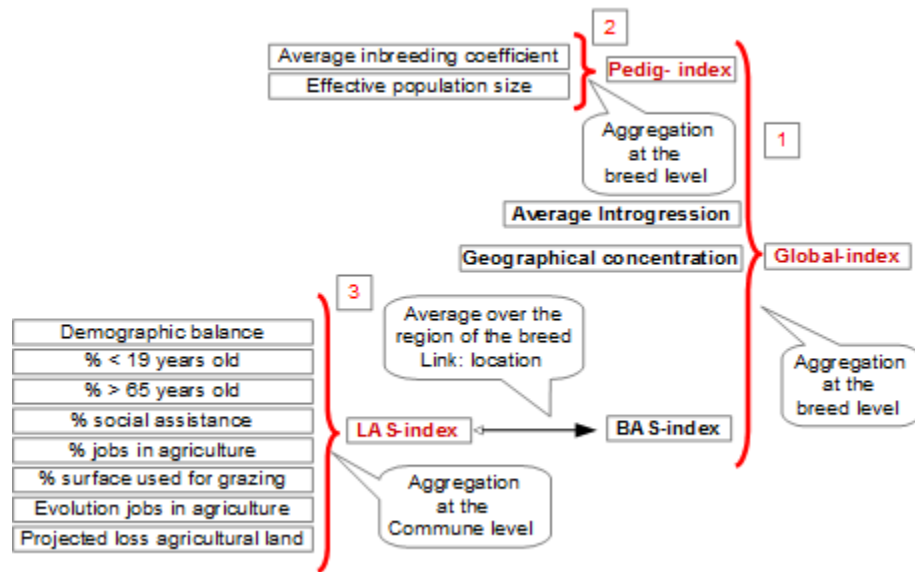 2
Average inbreeding coefficient
Effective population size
Pedig- index
Aggregation
at the
breed level
1
Average Introgression
Geographical concentration
Global-index
3
Average over the
region of the breed
Link: location
Demographic balance
% < 19 years old
% > 65 years old
% social assistance
% jobs in agriculture
% surface used for grazing
Evolution jobs in agriculture
Projected loss agricultural land
LAS-index
BAS-index
Aggregation
at the
breed level
Aggregation
at the
Commune level